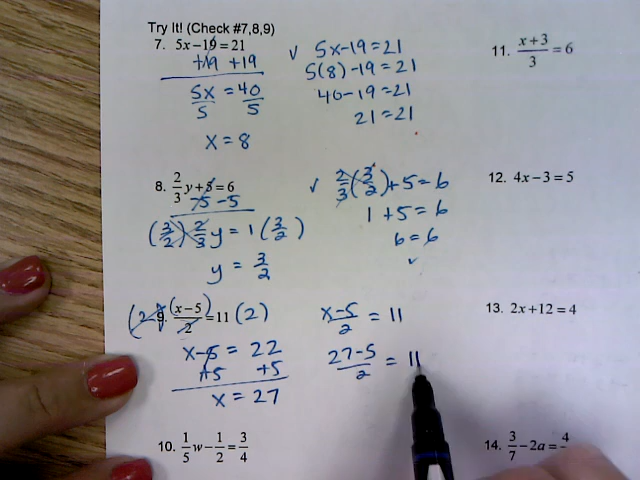 Try It! (Check #7,8,9)
7. 5x-19=21
+19 +19
5x = 40
5 5
x = 8
✓ 5x-19=21
5(8)-19=21
40-19=21
21=21
8. 2/3 y+5=6
-5 -5
(3/2) 2/3 y = 1 (3/2)
y = 3/2
✓ 2/3 (3/2)+5=6
1+5=6
6=6
✓
9. (2) (x-5)/2 =11 (2)
x-5 = 22
+5 +5
x = 27
x-5/2 = 11
27-5/2 = 11
10. 1/5 w - 1/2 = 3/4
11. x+3/3 = 6
12. 4x-3=5
13. 2x+12=4
14. 3/7 -2a= 4